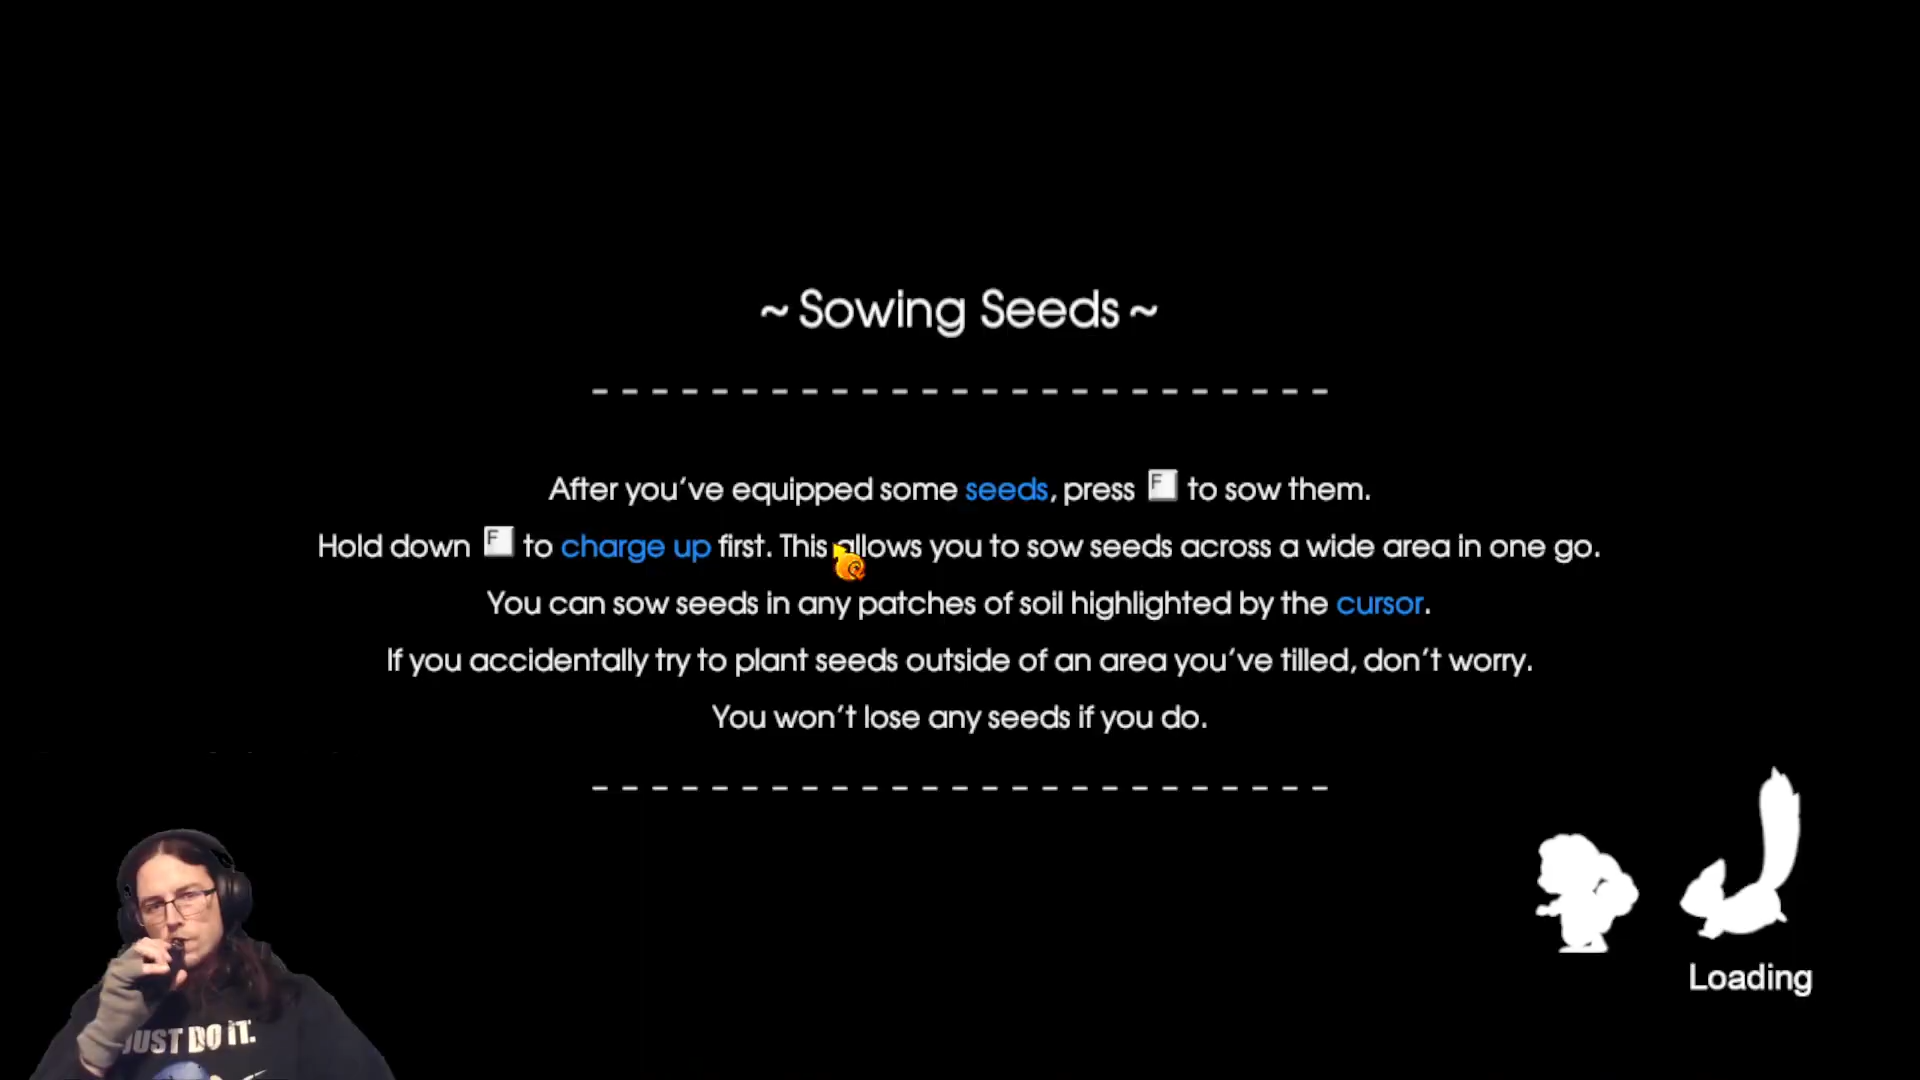 ~ Sowing Seeds ~
After you've equipped some seeds, press F to sow them.
Hold down F to charge up first. This allows you to sow seeds across a wide area in one go.
You can sow seeds in any patches of soil highlighted by the cursor.
If you accidentally try to plant seeds outside of an area you've tilled, don't worry.
You won't lose any seeds if you do.
Loading
JUST DO IT.